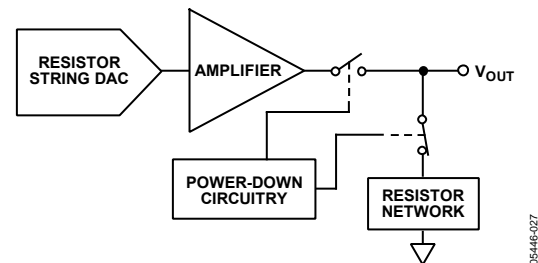 RESISTOR
STRING DAC
AMPLIFIER
VOUT
POWER-DOWN
CIRCUITRY
RESISTOR
NETWORK
05446-027